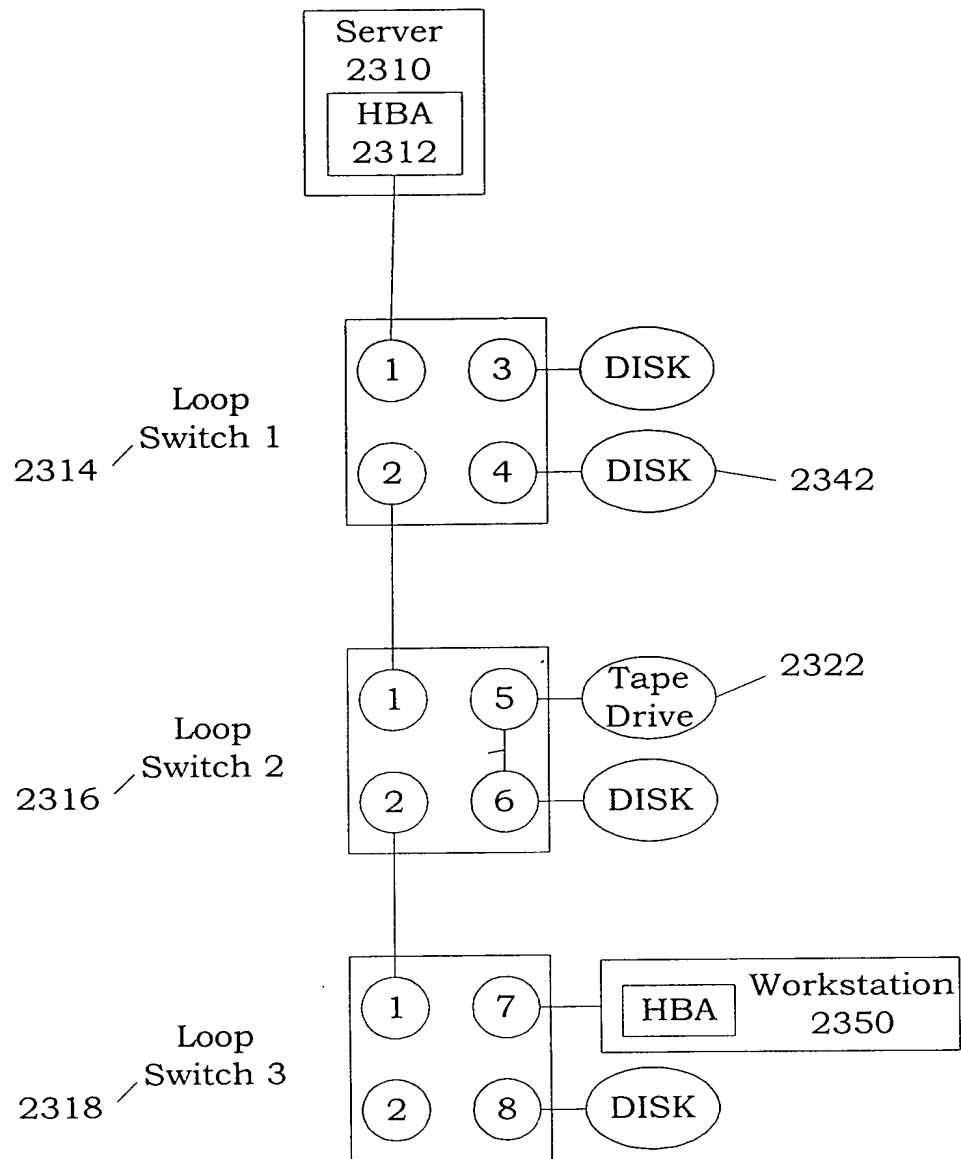 Server
2310
HBA
2312
1
3
DISK
Loop
Switch 1
2314
2
4
DISK
2342
1
5
Tape
Drive
2322
Loop
Switch 2
2316
2
6
DISK
1
7
HBA
Workstation
2350
Loop
Switch 3
2318
2
8
DISK